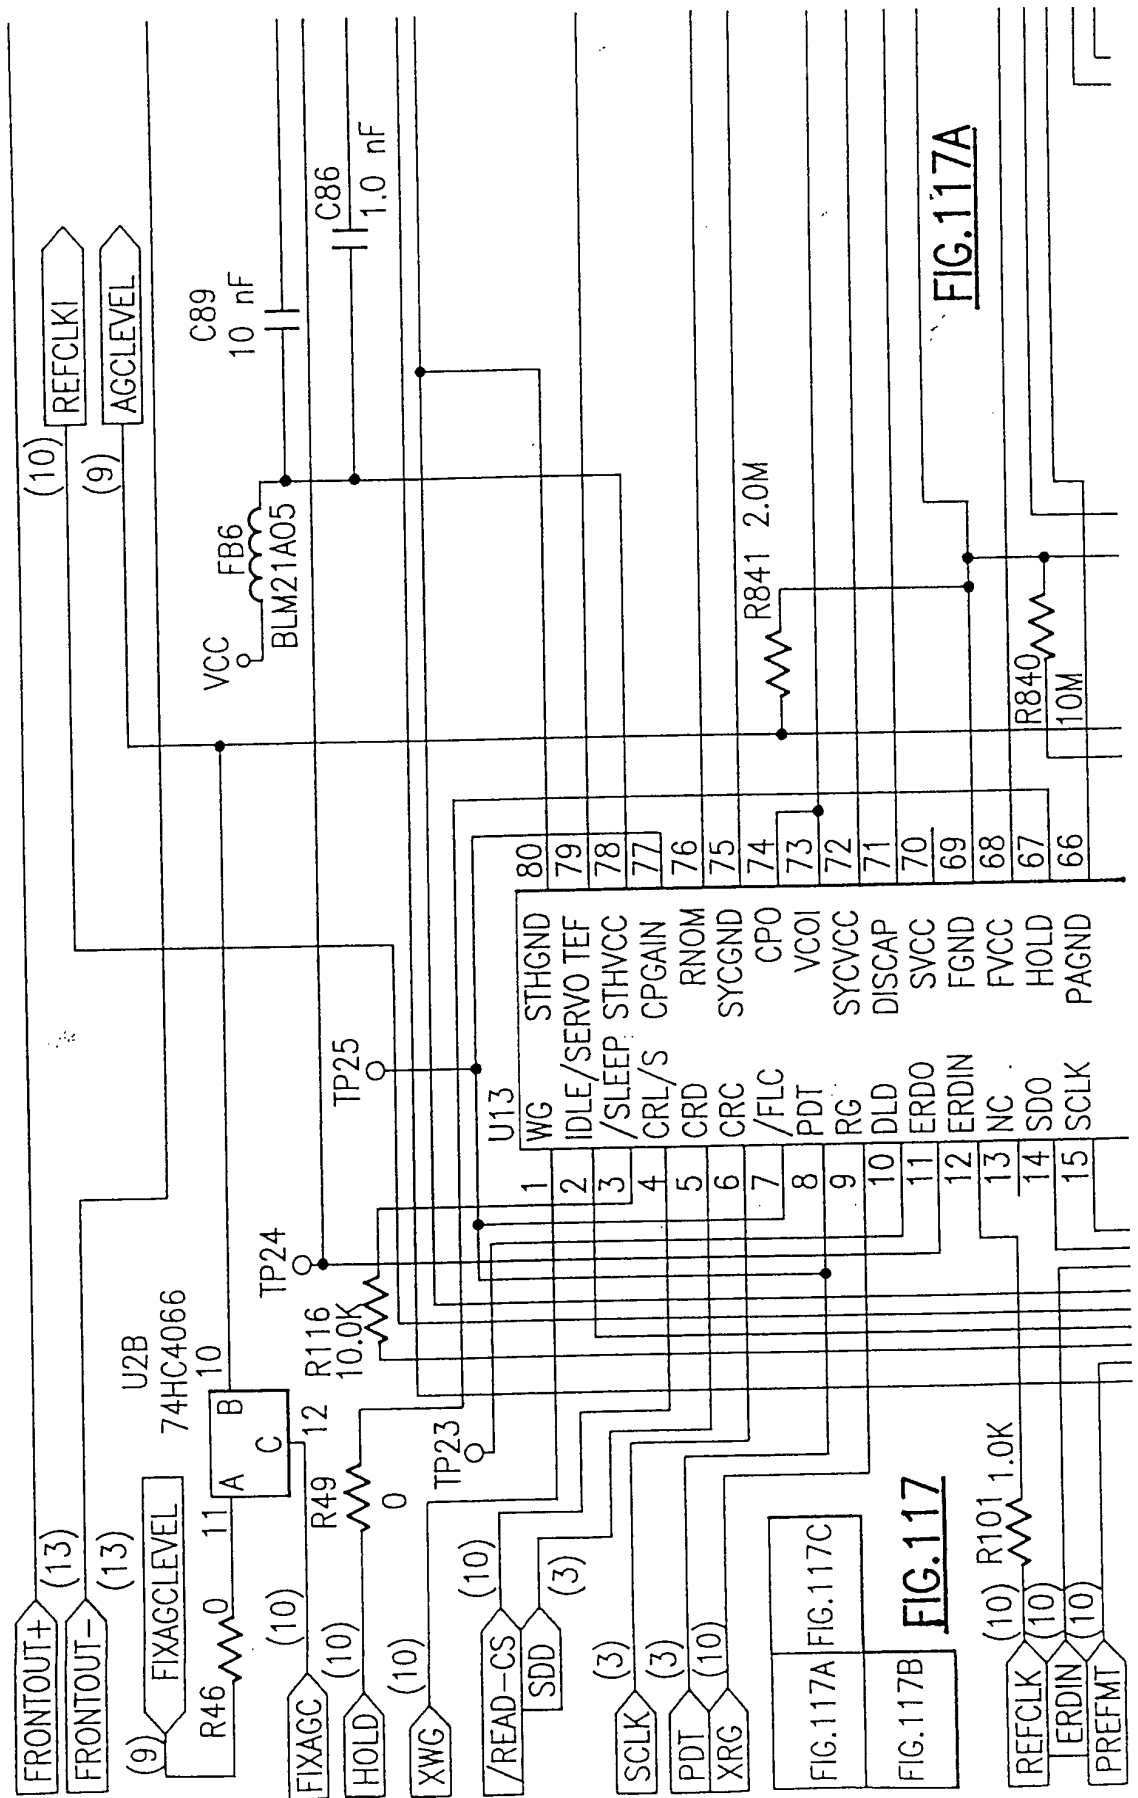 FRONTOUT+
(13)
FRONTOUT-
(13)
(10)
REFCLKI
(9)
AGCLEVEL
(9)
FIXAGCLEVEL
R46
0
11
A
B
C
10
12
U2B
74HC4066
FIXAGC
(10)
VCC
FB6
BLM21A05
C89
10 nF
C86
1.0 nF
TP24
TP25
HOLD
(10)
R49
0
R116
10.0K
XWG
(10)
TP23
/READ-CS
(10)
SDD
(3)
SCLK
(3)
PDT
(3)
XRG
(10)
U13
1
WG
STHGND
80
2
IDLE/SERVO TEF
79
3
/SLEEP STHVCC
78
4
CRL/S
CPGAIN
77
5
CRD
RNOM
76
6
CRC
SYCGND
75
7
/FLC
CPO
74
8
PDT
VCOI
73
9
RG
SYCVCC
72
10
DLD
DISCAP
71
11
ERDO
SVCC
70
12
ERDIN
FGND
69
13
NC
FVCC
68
14
SDO
HOLD
67
15
SCLK
PAGND
66
R841 2.0M
R840
10M
FIG.117A
FIG.117A
FIG.117C
FIG.117B
FIG.117
REFCLK
(10)
R101 1.0K
ERDIN
(10)
PREFMT
(10)